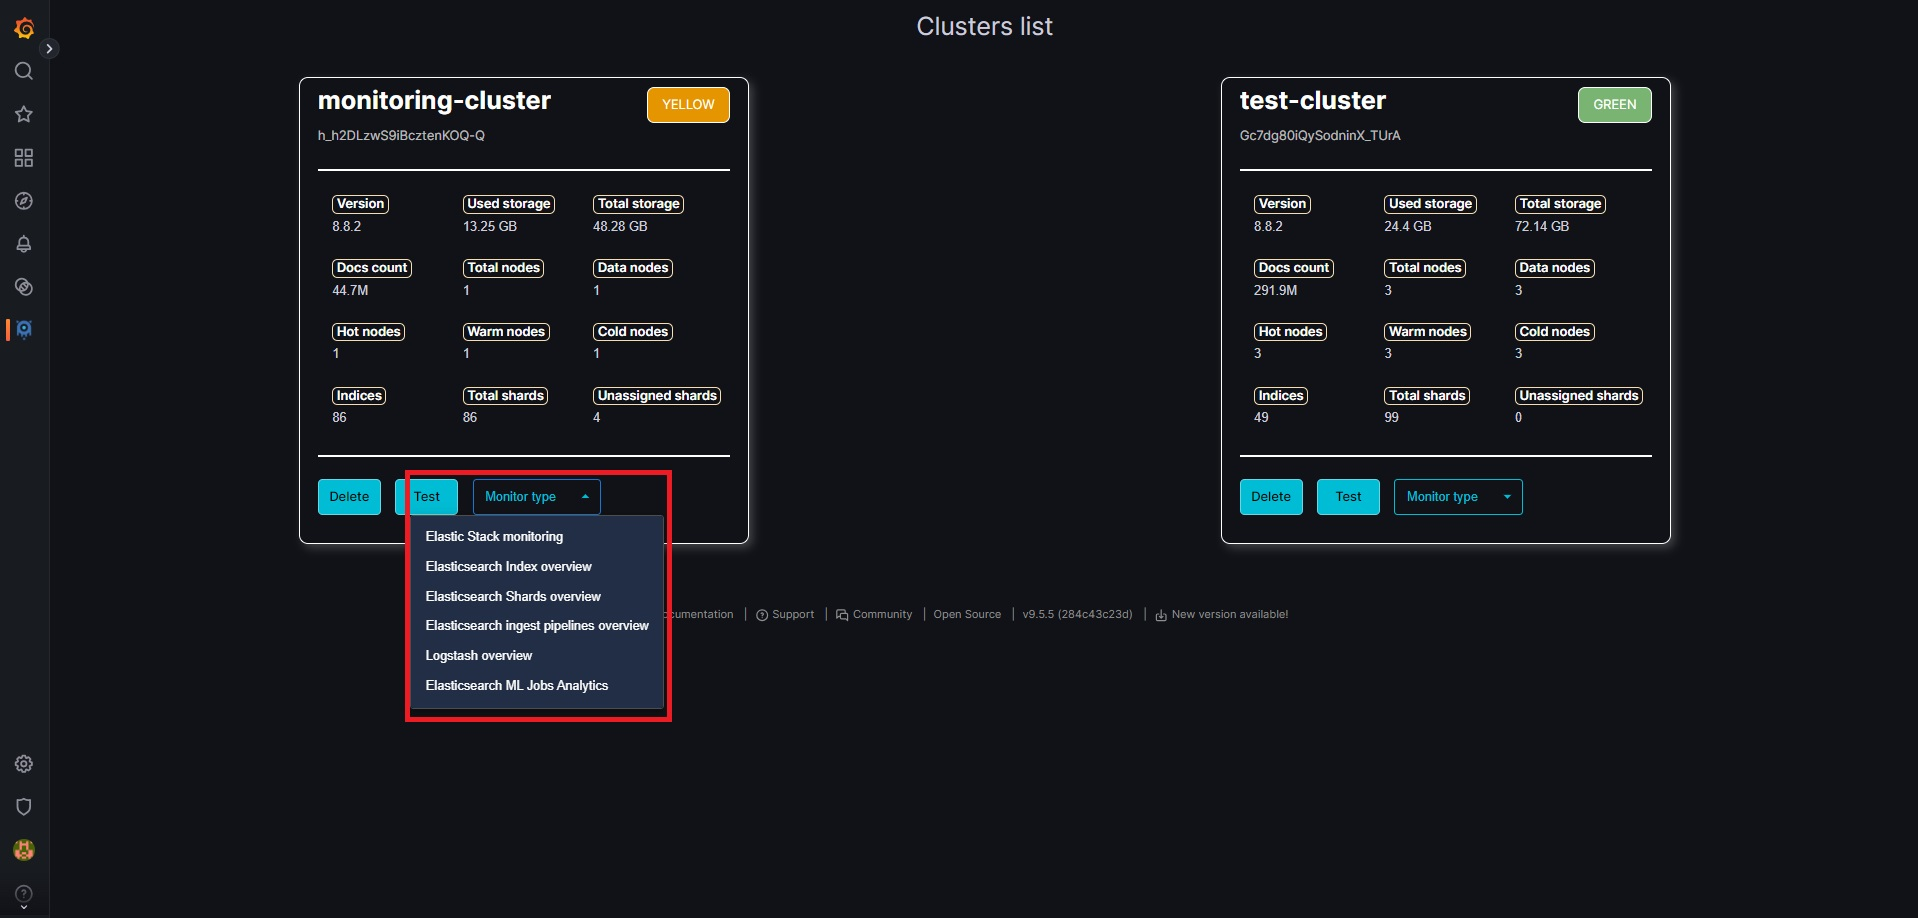 Clusters list
monitoring-cluster
YELLOW
h_h2DLzwS9iBcztenKOQ-Q
Version Used storage Total storage
8.8.2 13.25 GB 48.28 GB
Docs count Total nodes Data nodes
44.7M 1 1
Hot nodes Warm nodes Cold nodes
1 1 1
Indices Total shards Unassigned shards
86 86 4
Delete Test Monitor type
Elastic Stack monitoring
Elasticsearch Index overview
Elasticsearch Shards overview
Elasticsearch ingest pipelines overview
Logstash overview
Elasticsearch ML Jobs Analytics
test-cluster
GREEN
Gc7dg80iQySodninX_TUrA
Version Used storage Total storage
8.8.2 24.4 GB 72.14 GB
Docs count Total nodes Data nodes
291.9M 3 3
Hot nodes Warm nodes Cold nodes
3 3 3
Indices Total shards Unassigned shards
49 99 0
Delete Test Monitor type
cumentation | Support | Community | Open Source | v9.5.5 (284c43c23d) | New version available!